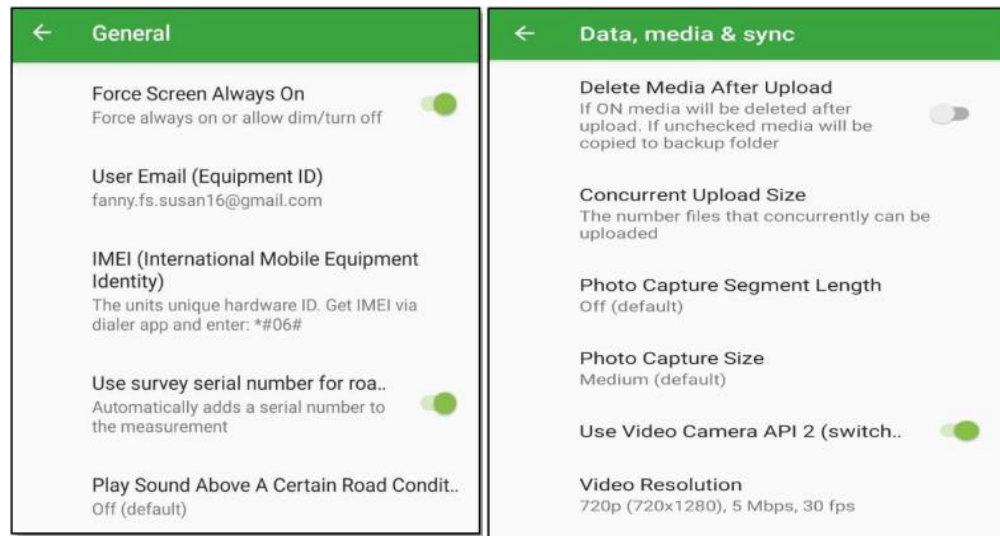 General
Force Screen Always On
Force always on or allow dim/turn off
User Email (Equipment ID)
fanny.fs.susan16@gmail.com
IMEI (International Mobile Equipment
Identity)
The units unique hardware ID. Get IMEI via
dialer app and enter: *#06#
Use survey serial number for roa..
Automatically adds a serial number to
the measurement
Play Sound Above A Certain Road Condit..
Off (default)
Data, media & sync
Delete Media After Upload
If ON media will be deleted after
upload. If unchecked media will be
copied to backup folder
Concurrent Upload Size
The number files that concurrently can be
uploaded
Photo Capture Segment Length
Off (default)
Photo Capture Size
Medium (default)
Use Video Camera API 2 (switch..
Video Resolution
720p (720x1280), 5 Mbps, 30 fps